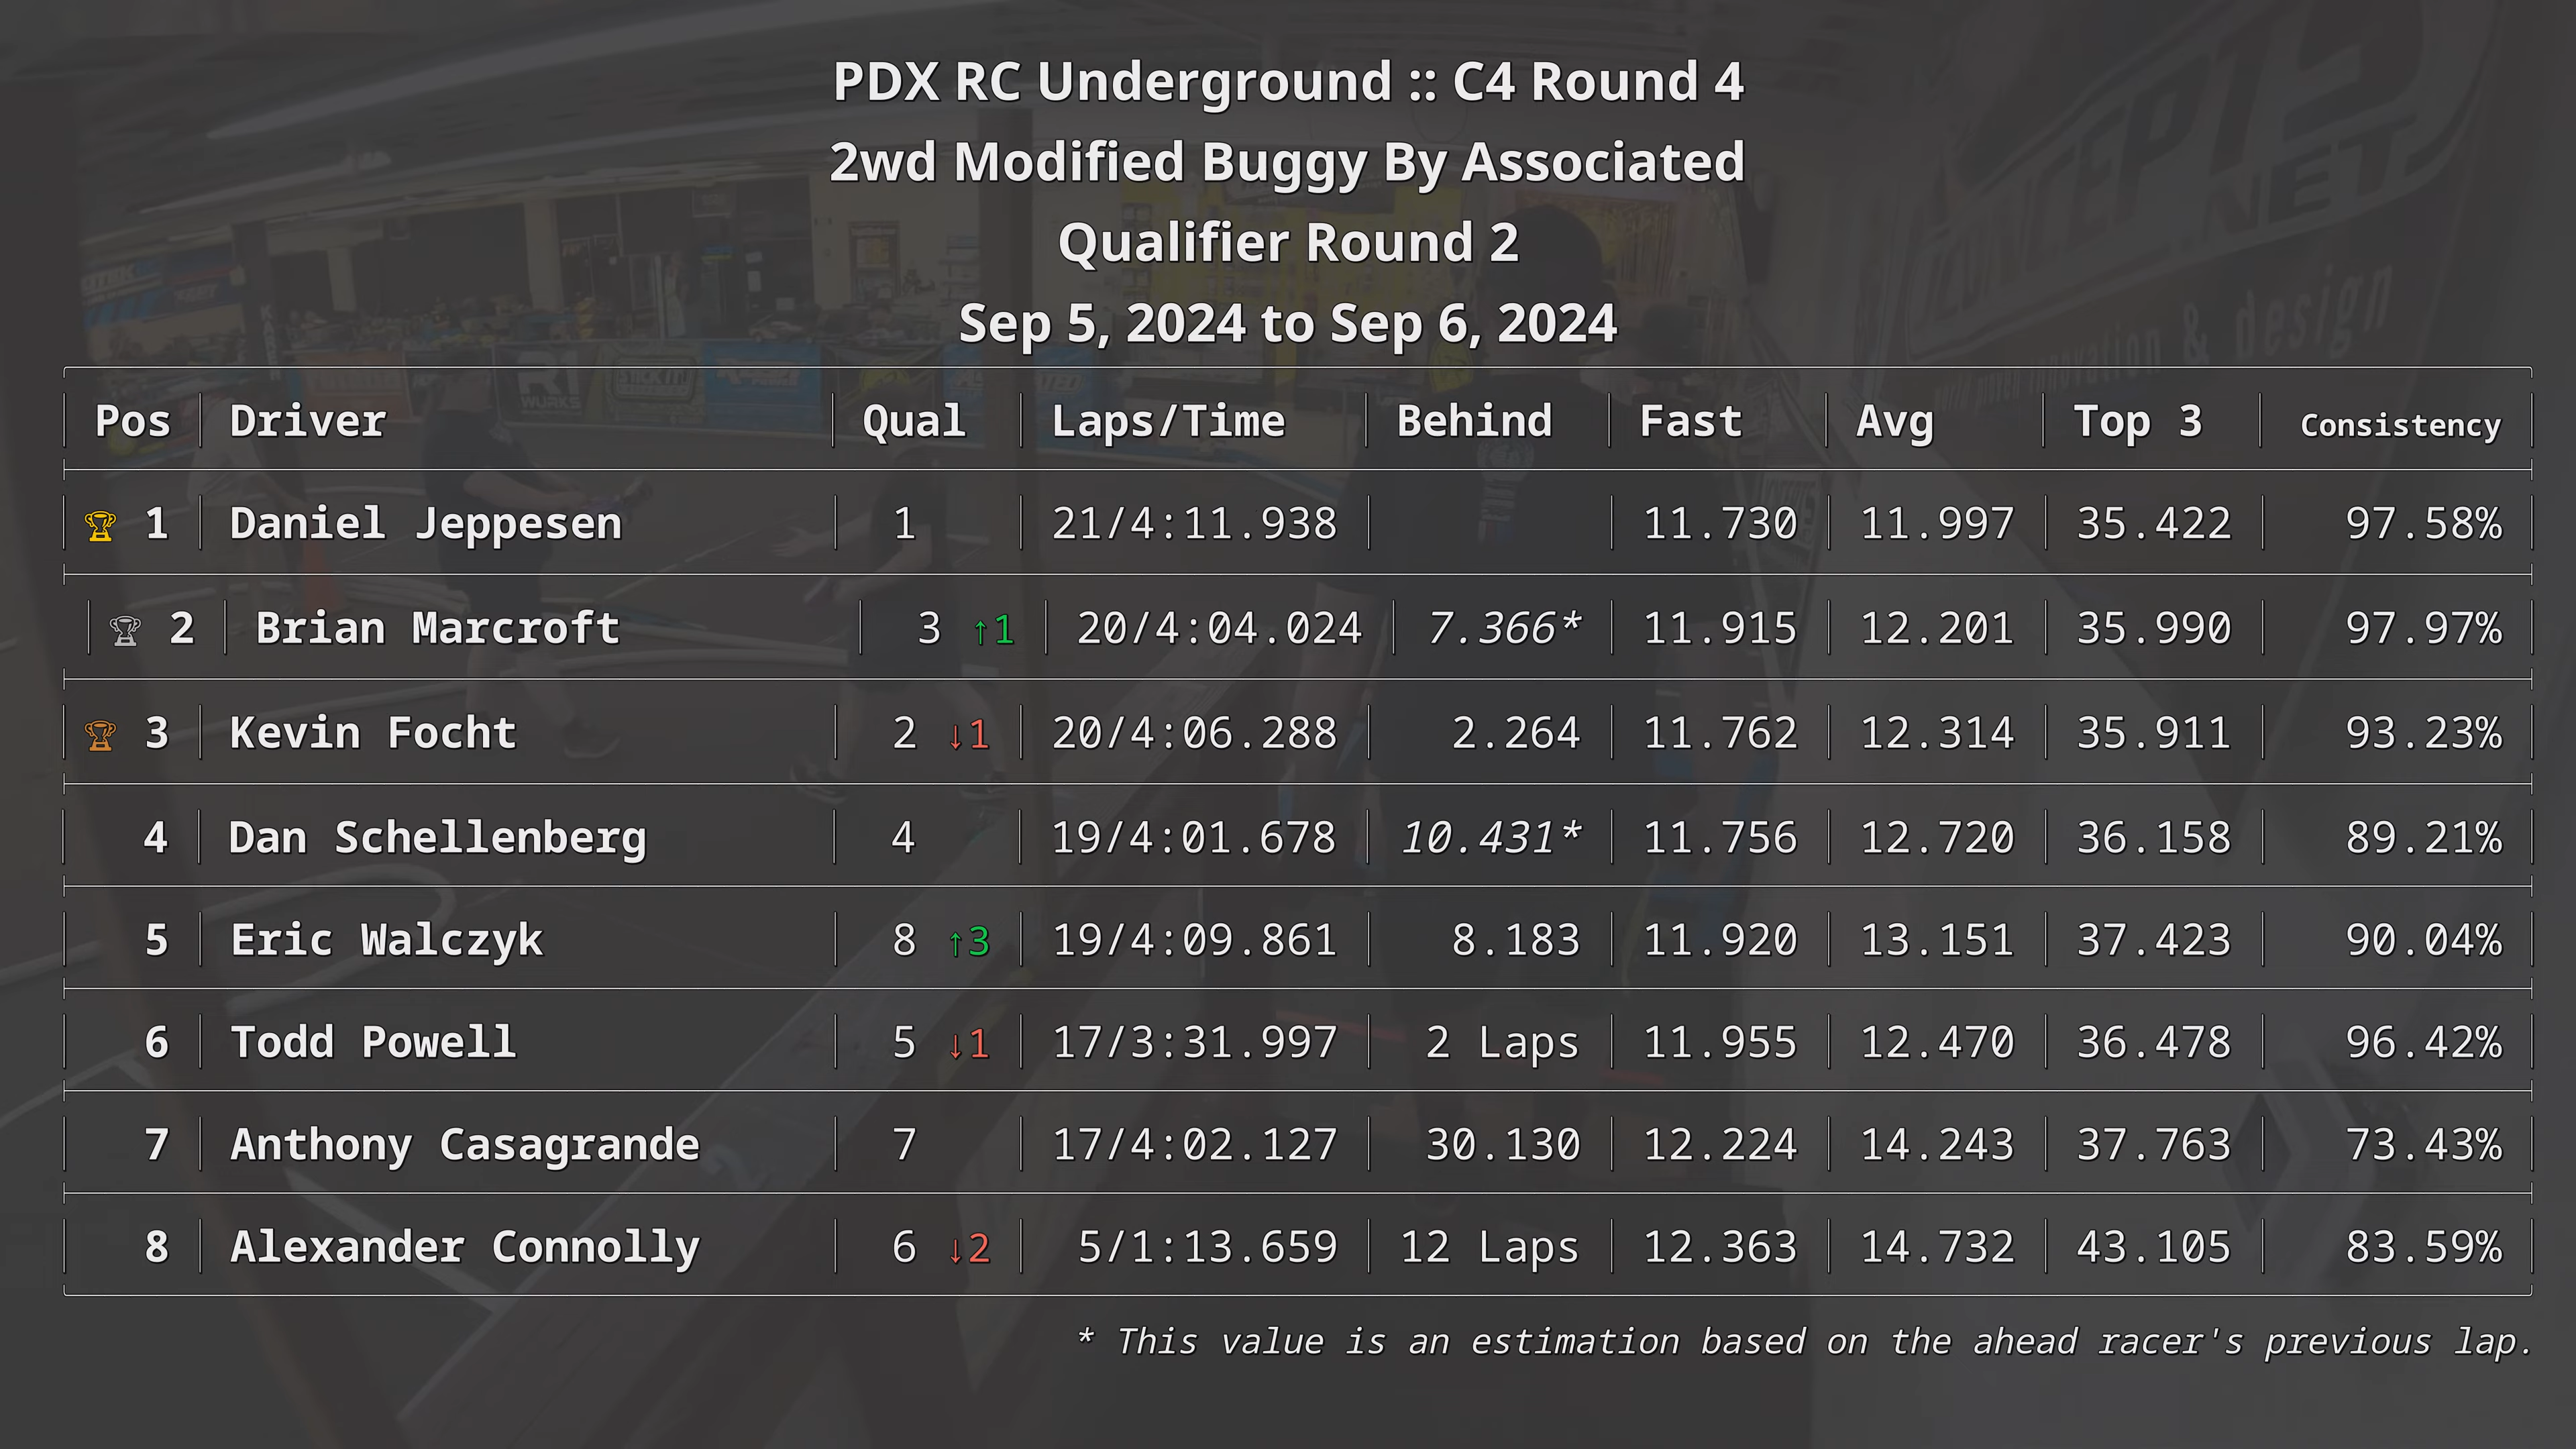 PDX RC Underground :: C4 Round 4
2wd Modified Buggy By Associated
Qualifier Round 2
Sep 5, 2024 to Sep 6, 2024
Pos Driver Qual Laps/Time Behind Fast Avg Top 3 Consistency
1 Daniel Jeppesen 1 21/4:11.938 11.730 11.997 35.422 97.58%
2 Brian Marcroft 3 ↑1 20/4:04.024 7.366* 11.915 12.201 35.990 97.97%
3 Kevin Focht 2 ↓1 20/4:06.288 2.264 11.762 12.314 35.911 93.23%
4 Dan Schellenberg 4 19/4:01.678 10.431* 11.756 12.720 36.158 89.21%
5 Eric Walczyk 8 ↑3 19/4:09.861 8.183 11.920 13.151 37.423 90.04%
6 Todd Powell 5 ↓1 17/3:31.997 2 Laps 11.955 12.470 36.478 96.42%
7 Anthony Casagrande 7 17/4:02.127 30.130 12.224 14.243 37.763 73.43%
8 Alexander Connolly 6 ↓2 5/1:13.659 12 Laps 12.363 14.732 43.105 83.59%
* This value is an estimation based on the ahead racer's previous lap.
R1
WURKS
& design